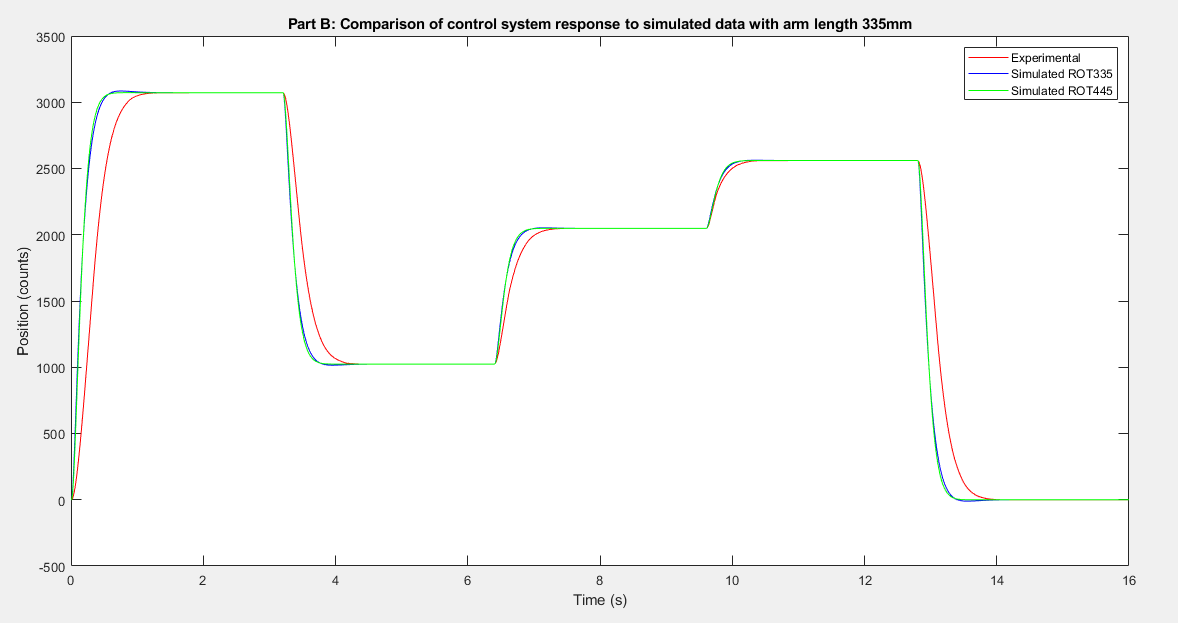 Part B: Comparison of control system response to simulated data with arm length 335mm
Experimental
Simulated ROT335
Simulated ROT445
3500
3000
2500
2000
1500
1000
500
0
-500
Position (counts)
0 2 4 6 8 10 12 14 16
Time (s)